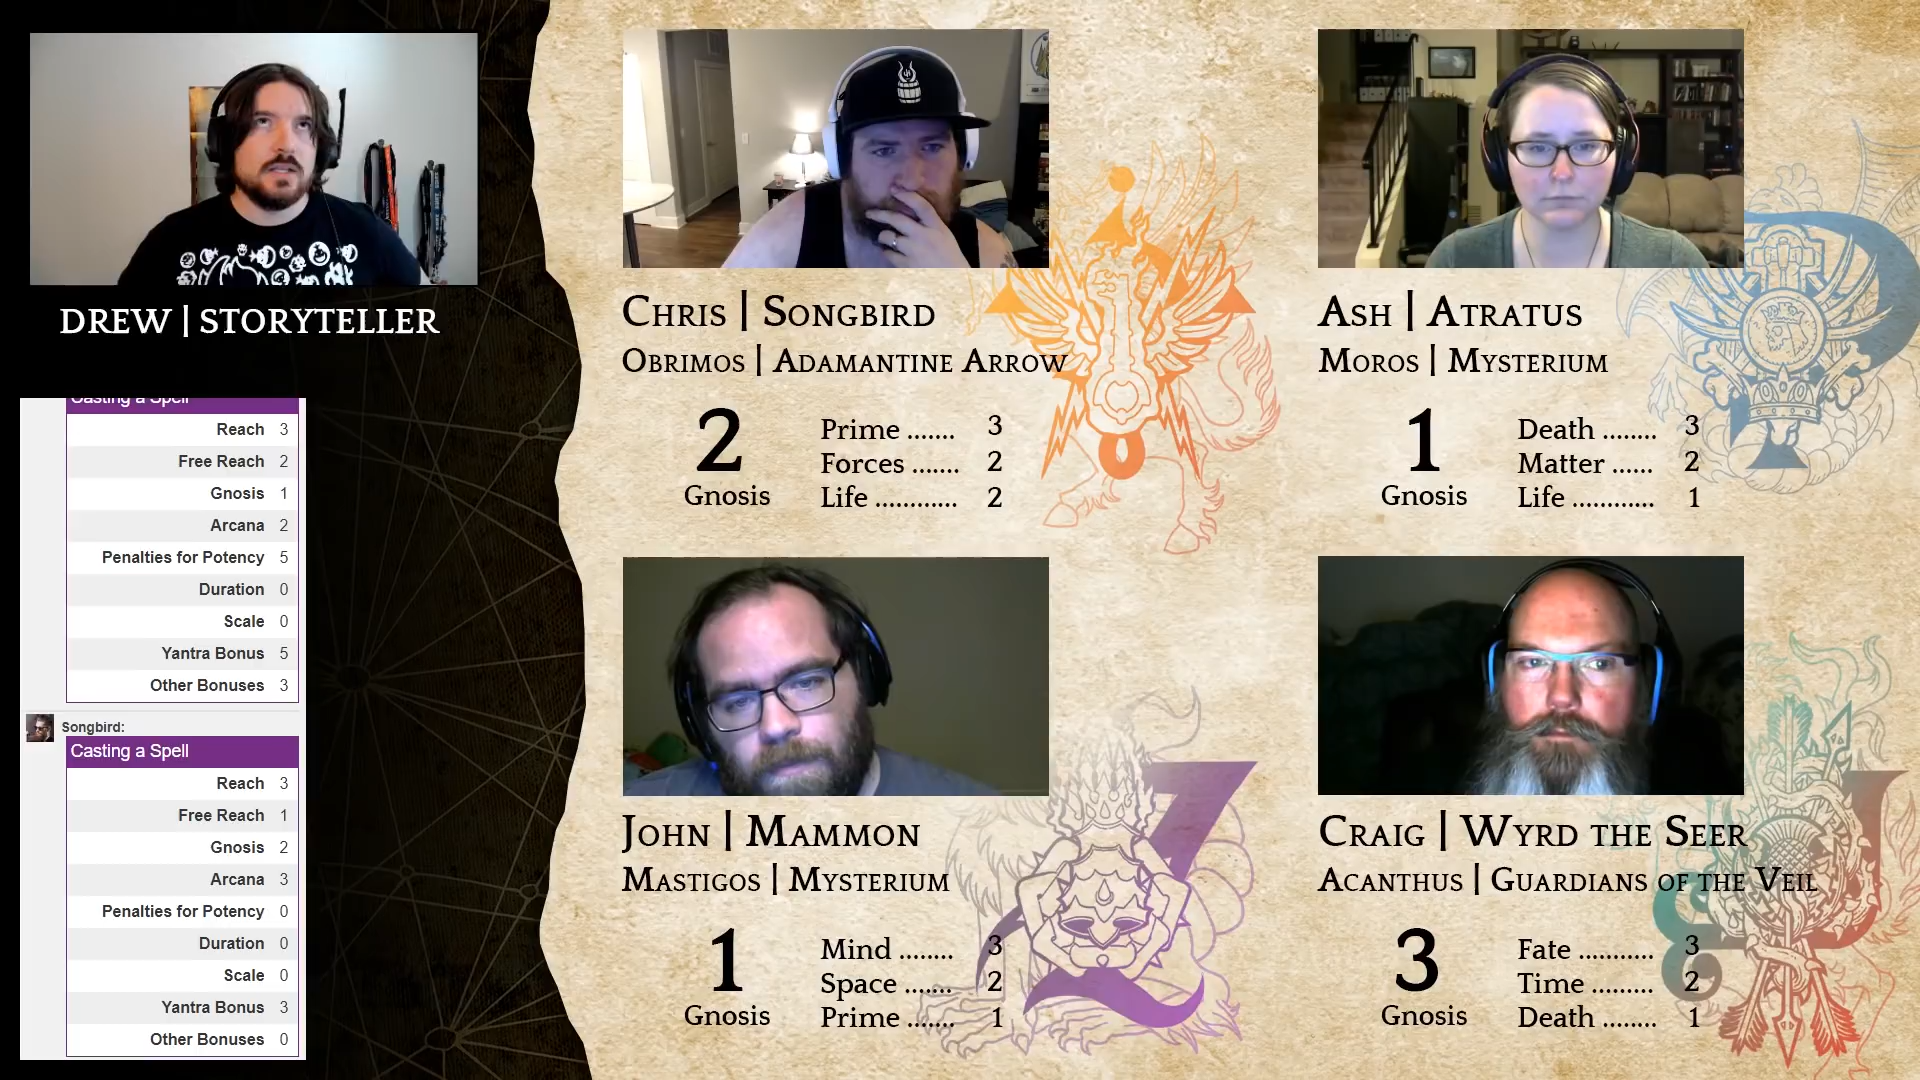 DREW | STORYTELLER
Casting a Spell
Reach 3
Free Reach 2
Gnosis 1
Arcana 2
Penalties for Potency 5
Duration 0
Scale 0
Yantra Bonus 5
Other Bonuses 3
Songbird:
Casting a Spell
Reach 3
Free Reach 1
Gnosis 2
Arcana 3
Penalties for Potency 0
Duration 0
Scale 0
Yantra Bonus 3
Other Bonuses 0
Chris | Songbird
Obrimos | Adamantine Arrow
2
Gnosis
Prime ....... 3
Forces ....... 2
Life ............ 2
Ash | Atratus
Moros | Mysterium
1
Gnosis
Death ........ 3
Matter ...... 2
Life ............ 1
John | Mammon
Mastigos | Mysterium
1
Gnosis
Mind ........ 3
Space ....... 2
Prime ....... 1
Craig | Wyrd the Seer
Acanthus | Guardians of the Veil
3
Gnosis
Fate ........... 3
Time ......... 2
Death ........ 1